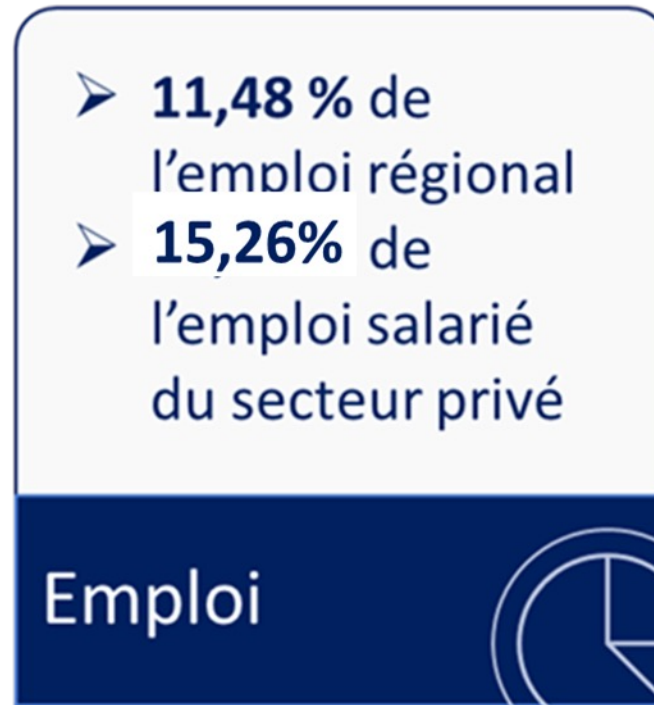 11,48 % de
l’emploi régional
15,26% de
l’emploi salarié
du secteur privé
Emploi